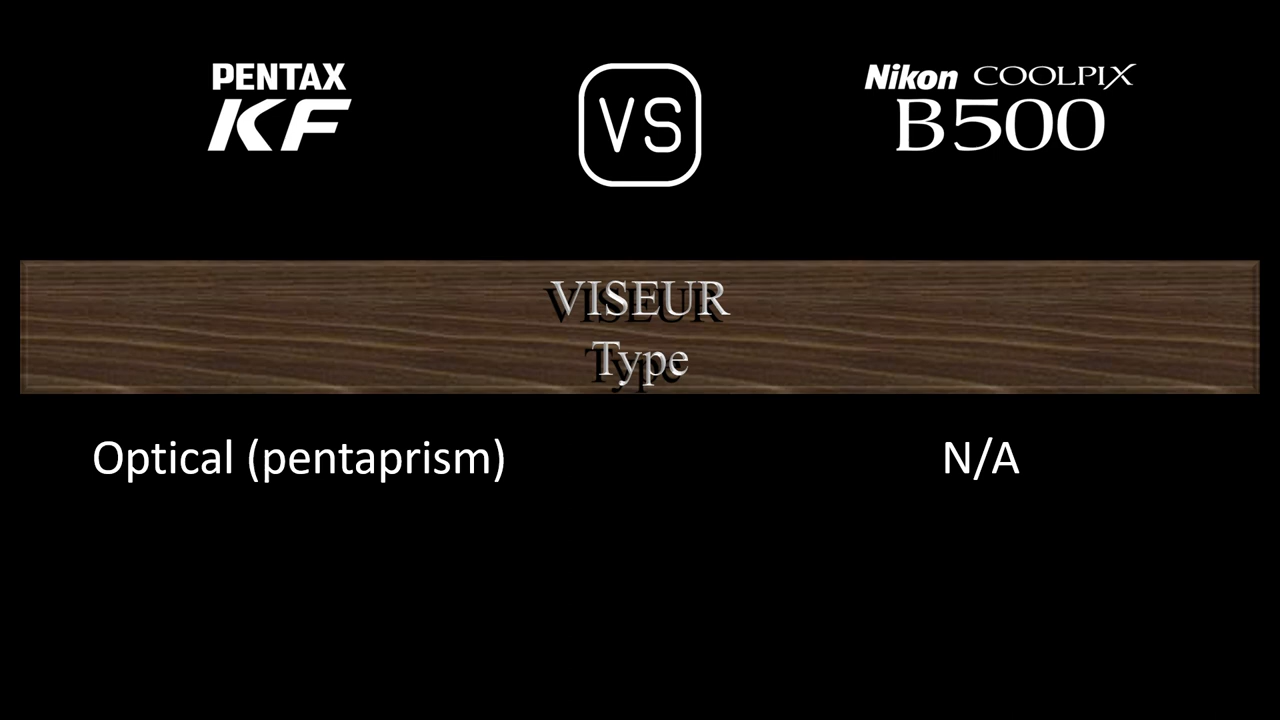 PENTAX
KF
VS
Nikon COOLPIX
B500
VISEUR
Type
Optical (pentaprism)
N/A